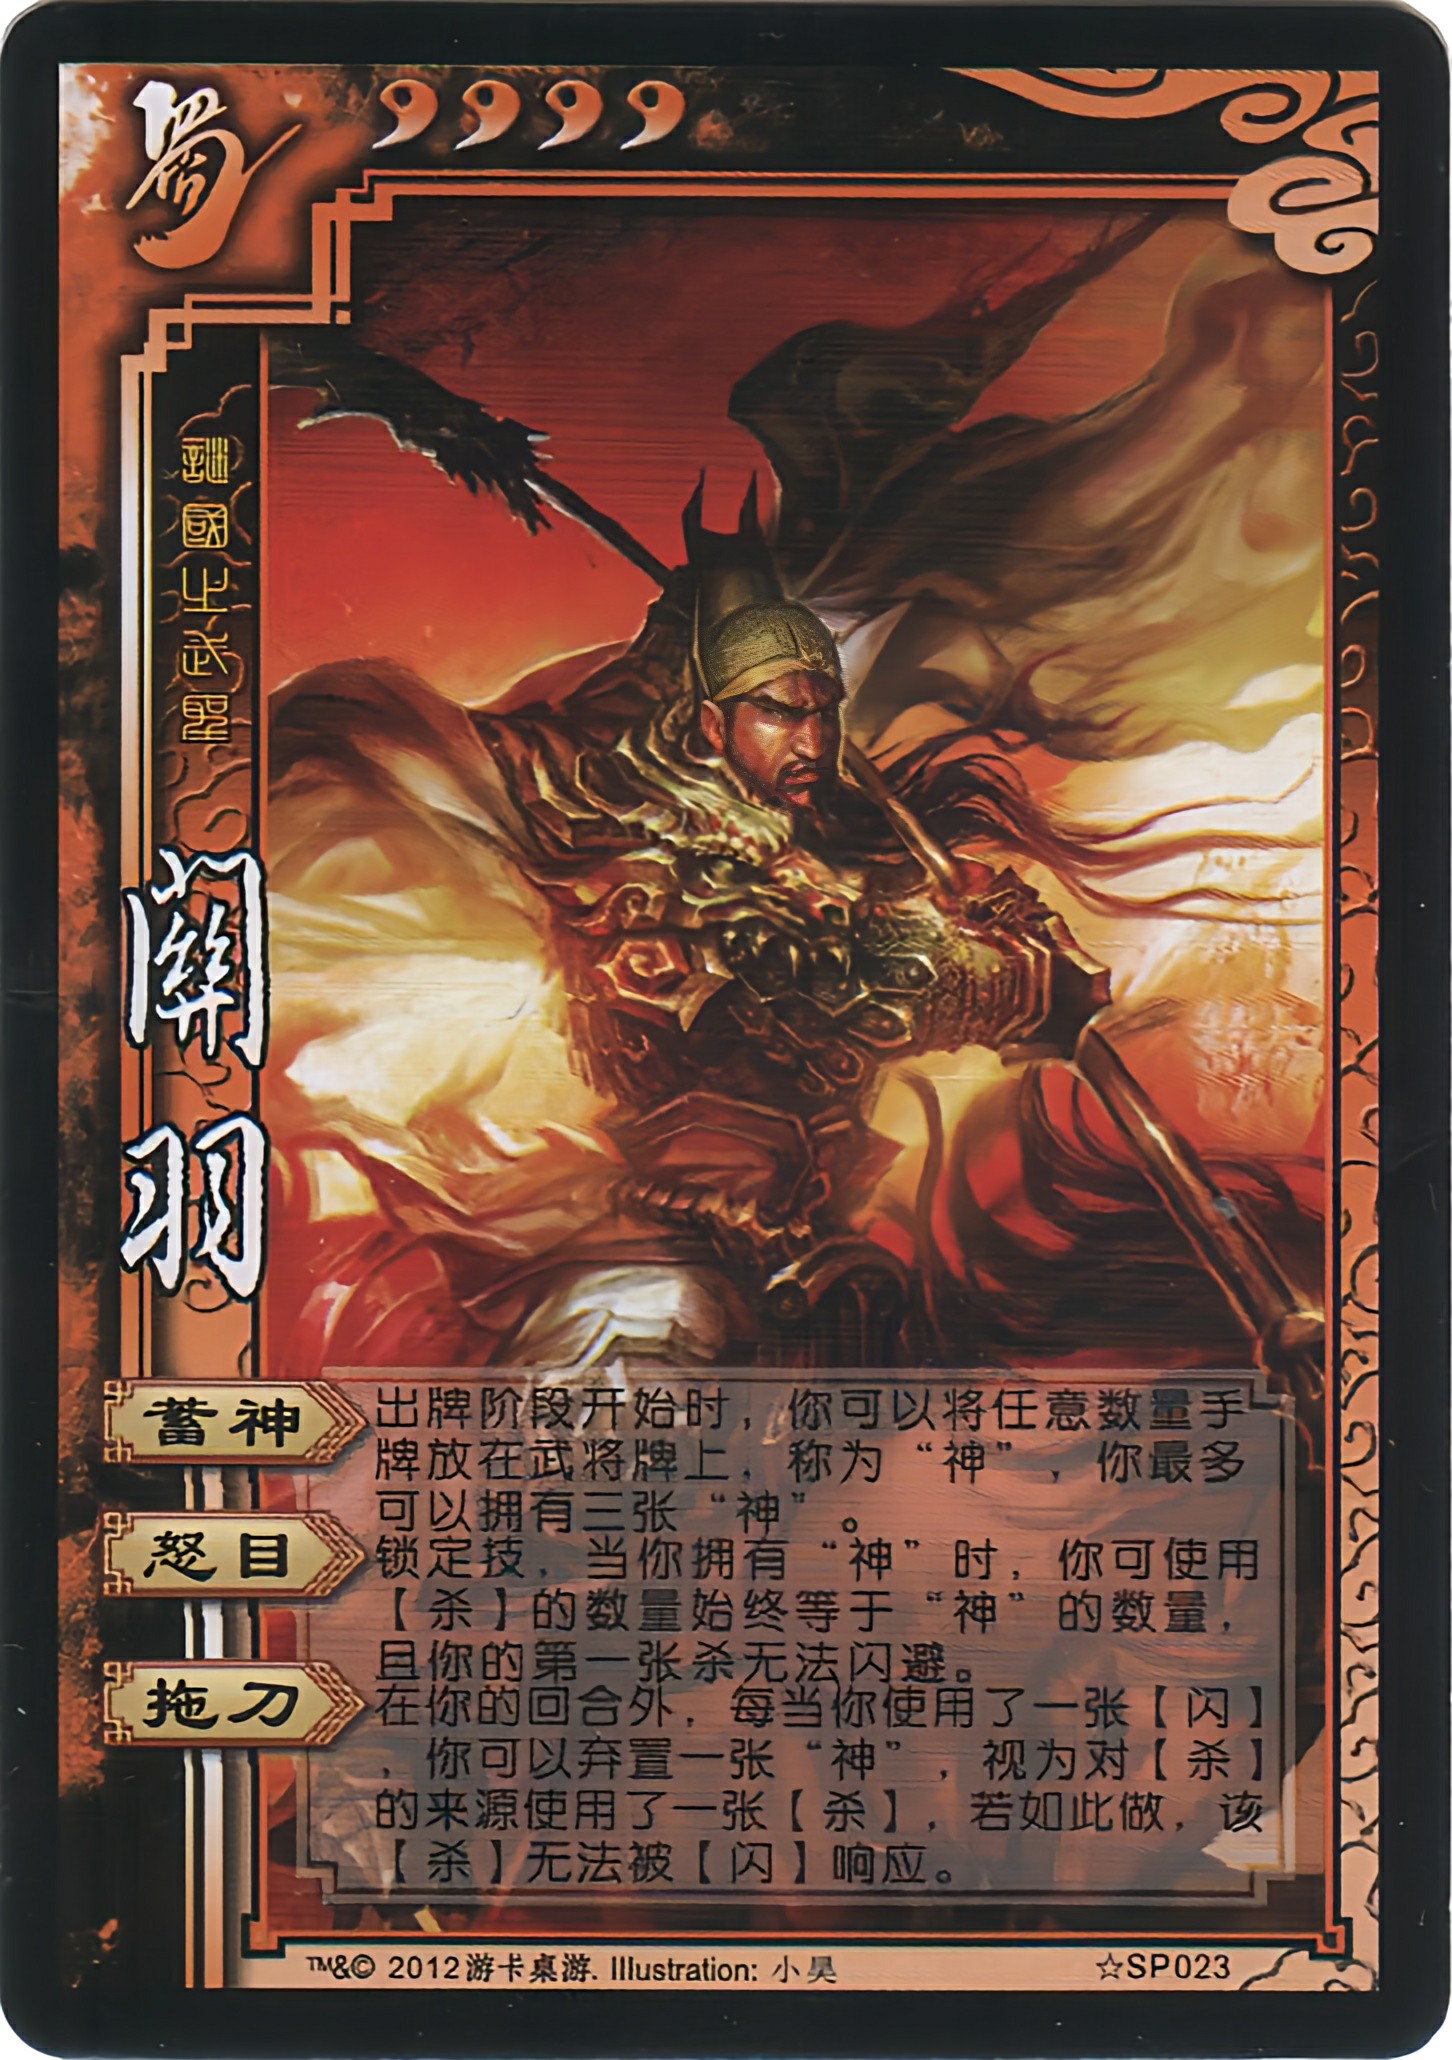 蜀
關羽
蓄神
出牌阶段开始时，你可以将任意数量手
牌放在武将牌上，称为“神”，你最多
可以拥有三张“神”。
怒目
锁定技，当你拥有“神”时，你可使用
【杀】的数量始终等于“神”的数量，
且你的第一张杀无法闪避。
拖刀
在你的回合外，每当你使用了一张【闪】
，你可以弃置一张“神”，视为对【杀】
的来源使用了一张【杀】，若如此做，该
【杀】无法被【闪】响应。
™&© 2012游卡桌游. Illustration: 小昊
☆SP023